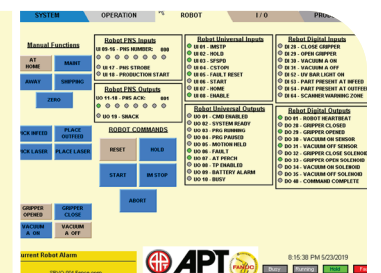 SYSTEM OPERATION ROBOT I / O
Manual Functions
AT HOME
MAINT
AWAY
SHIPPING
ZERO
PLACE OUTFEED
PLACE LASER
GRIPPER OPENED
GRIPPER CLOSE
VACUUM A ON
VACUUM A OFF
Robot PNS Inputs
UI 09-16 - PNS NUMBER: 000
UI 17 - PNS STROBE
UI 18 - PRODUCTION START
Robot PNS Outputs
UO 11-18 - PNS ACK: 001
UO 19 - SNACK
ROBOT COMMANDS
RESET
HOLD
START
IM STOP
ABORT
Robot Universal Inputs
UI 01 - IMSTP
UI 02 - HOLD
UI 03 - SFSPD
UI 04 - CSTOPI
UI 05 - FAULT RESET
UI 06 - START
UI 07 - HOME
UI 08 - ENABLE
Robot Universal Outputs
UO 01 - CMD ENABLED
UO 02 - SYSTEM READY
UO 03 - PRG RUNNING
UO 04 - PRG PAUSED
UO 05 - MOTION HELD
UO 06 - FAULT
UO 07 - AT PERCH
UO 08 - TP ENABLED
UO 09 - BATTERY ALARM
UO 10 - BUSY
Robot Digital Inputs
DI 28 - CLOSE GRIPPER
DI 29 - OPEN GRIPPER
DI 30 - VACUUM A ON
DI 31 - VACUUM A OFF
DI 52 - UV BAR LIGHT ON
DI 53 - PART PRESENT AT INFEED
DI 54 - PART PRESENT AT OUTFEED
DI 64 - SCANNER WARNING ZONE
Robot Digital Outputs
DO 01 - ROBOT HEARTBEAT
DO 28 - GRIPPER CLOSED
DO 29 - GRIPPER OPENED
DO 30 - VACUUM ON SENSOR
DO 31 - VACUUM OFF SENSOR
DO 32 - GRIPPER CLOSE SOLENOID
DO 33 - GRIPPER OPEN SOLENOID
DO 34 - VACUUM ON SOLENOID
DO 35 - VACUUM OFF SOLENOID
DO 48 - COMMAND COMPLETE
Current Robot Alarm
APT
FANUC
8:15:38 PM 5/23/2019
Busy Running Held